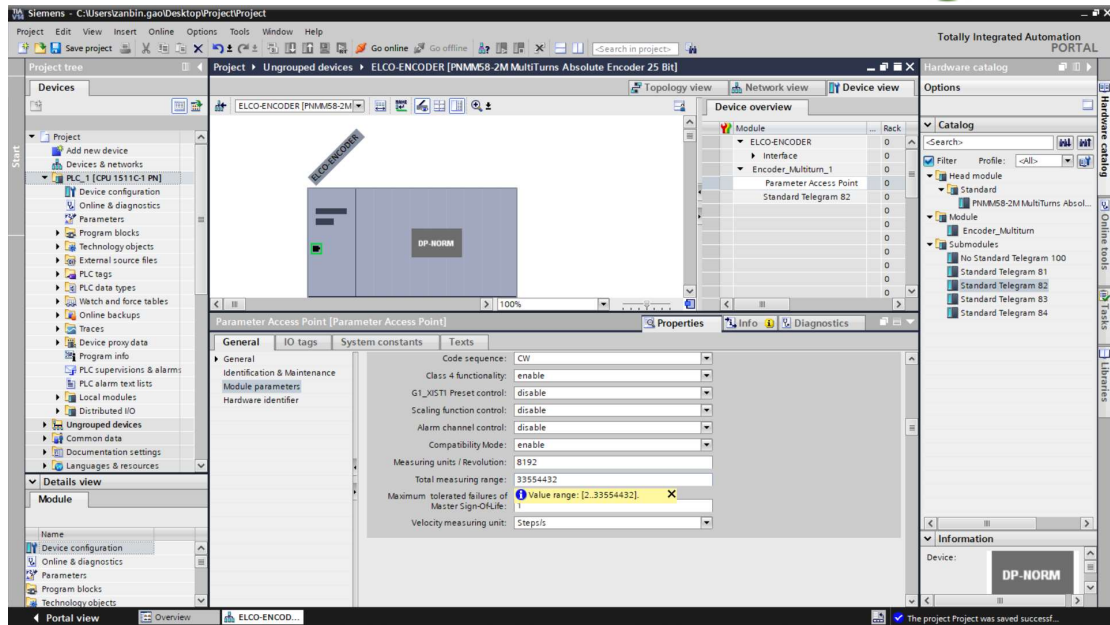 Siemens - C:\Users\zanbin.gao\Desktop\Project\Project
Project Edit View Insert Online Options Tools Window Help
Totally Integrated Automation
PORTAL
Save project
Go online
Go offline
<Search in project>
Project tree
Project ▸ Ungrouped devices ▸ ELCO-ENCODER [PNMM58-2M MultiTurns Absolute Encoder 25 Bit]
Hardware catalog
Devices
Topology view
Network view
Device view
Options
ELCO-ENCODER [PNMM58-2M
Device overview
Module
...
Rack
ELCO-ENCODER 0
Interface 0
Encoder_Multiturn_1 0
Parameter Access Point 0
Standard Telegram 82 0
0
0
0
0
0
0
0
ELCO-ENCODER
DP-NORM
100%
Start
Project
Add new device
Devices & networks
PLC_1 [CPU 1511C-1 PN]
Device configuration
Online & diagnostics
Parameters
Program blocks
Technology objects
External source files
PLC tags
PLC data types
Watch and force tables
Online backups
Traces
Device proxy data
Program info
PLC supervisions & alarms
PLC alarm text lists
Local modules
Distributed I/O
Ungrouped devices
Common data
Documentation settings
Languages & resources
Details view
Module
Name
Device configuration
Online & diagnostics
Parameters
Program blocks
Technology objects
Parameter Access Point [Parameter Access Point]
Properties
Info
Diagnostics
General
IO tags
System constants
Texts
General
Identification & Maintenance
Module parameters
Hardware identifier
Code sequence: CW
Class 4 functionality: enable
G1_XIST1 Preset control: disable
Scaling function control: disable
Alarm channel control: disable
Compatibility Mode: enable
Measuring units / Revolution: 8192
Total measuring range: 33554432
Value range: [2..33554432].
Maximum tolerated failures of
Master Sign-Of-Life: 1
Velocity measuring unit: Steps/s
Catalog
<Search>
Filter
Profile:
<All>
Head module
Standard
PNMM58-2M MultiTurns Absol...
Module
Encoder_Multiturn
Submodules
No Standard Telegram 100
Standard Telegram 81
Standard Telegram 82
Standard Telegram 83
Standard Telegram 84
Information
Device:
DP-NORM
Hardware catalog
Online tools
Tasks
Libraries
Portal view
Overview
ELCO-ENCOD...
The project Project was saved successf...